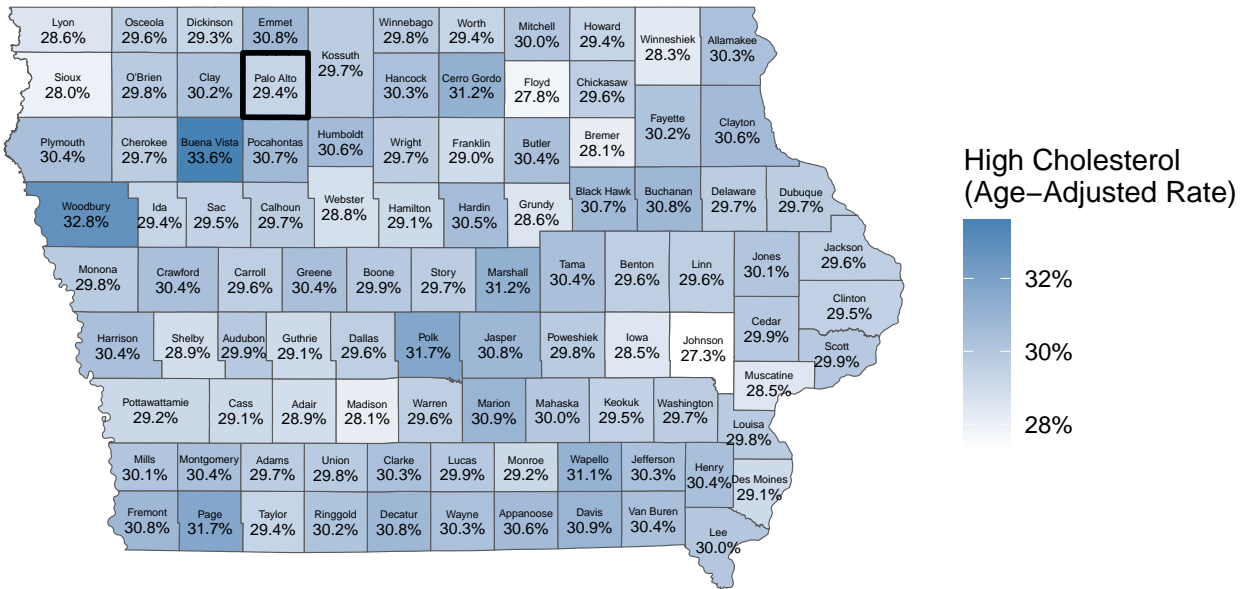 Lyon
28.6%
Osceola
29.6%
Dickinson
29.3%
Emmet
30.8%
Kossuth
29.7%
Winnebago
29.8%
Worth
29.4%
Mitchell
30.0%
Howard
29.4%
Winneshiek
28.3%
Allamakee
30.3%
Sioux
28.0%
O'Brien
29.8%
Clay
30.2%
Palo Alto
29.4%
Hancock
30.3%
Cerro Gordo
31.2%
Floyd
27.8%
Chickasaw
29.6%
Fayette
30.2%
Clayton
30.6%
Plymouth
30.4%
Cherokee
29.7%
Buena Vista
33.6%
Pocahontas
30.7%
Humboldt
30.6%
Wright
29.7%
Franklin
29.0%
Butler
30.4%
Bremer
28.1%
Woodbury
32.8%
Ida
29.4%
Sac
29.5%
Calhoun
29.7%
Webster
28.8%
Hamilton
29.1%
Hardin
30.5%
Grundy
28.6%
Black Hawk
30.7%
Buchanan
30.8%
Delaware
29.7%
Dubuque
29.7%
Monona
29.8%
Crawford
30.4%
Carroll
29.6%
Greene
30.4%
Boone
29.9%
Story
29.7%
Marshall
31.2%
Tama
30.4%
Benton
29.6%
Linn
29.6%
Jones
30.1%
Jackson
29.6%
Clinton
29.5%
Harrison
30.4%
Shelby
28.9%
Audubon
29.9%
Guthrie
29.1%
Dallas
29.6%
Polk
31.7%
Jasper
30.8%
Poweshiek
29.8%
Iowa
28.5%
Johnson
27.3%
Cedar
29.9%
Scott
29.9%
Muscatine
28.5%
Pottawattamie
29.2%
Cass
29.1%
Adair
28.9%
Madison
28.1%
Warren
29.6%
Marion
30.9%
Mahaska
30.0%
Keokuk
29.5%
Washington
29.7%
Louisa
29.8%
Mills
30.1%
Montgomery
30.4%
Adams
29.7%
Union
29.8%
Clarke
30.3%
Lucas
29.9%
Monroe
29.2%
Wapello
31.1%
Jefferson
30.3%
Henry
30.4%
Des Moines
29.1%
Fremont
30.8%
Page
31.7%
Taylor
29.4%
Ringgold
30.2%
Decatur
30.8%
Wayne
30.3%
Appanoose
30.6%
Davis
30.9%
Van Buren
30.4%
Lee
30.0%
High Cholesterol
(Age−Adjusted Rate)
32%
30%
28%